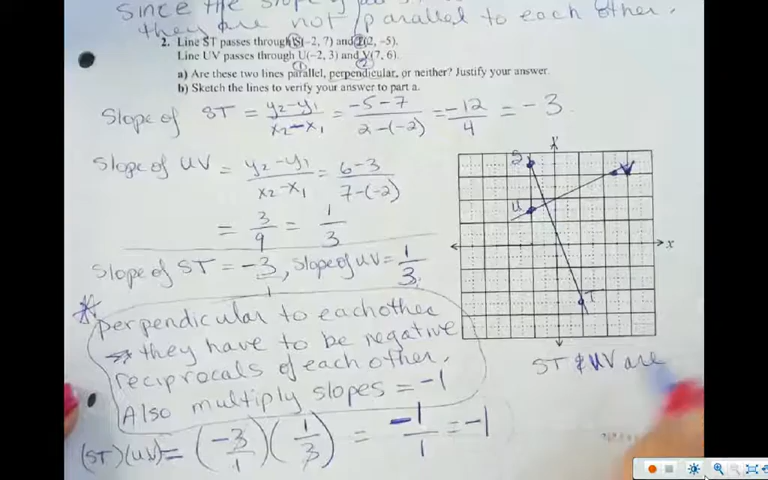 Since the slope of
they are not parallel to each other.
2. Line ST passes through S(-2, 7) and T(2, -5).
Line UV passes through U(-2, 3) and V(7, 6).
a) Are these two lines parallel, perpendicular, or neither? Justify your answer.
b) Sketch the lines to verify your answer to part a.
Slope of ST = y₂-y₁/x₂-x₁ = -5-7/2-(-2) = -12/4 = -3
Slope of UV = y₂-y₁/x₂-x₁ = 6-3/7-(-2)
= 3/9 = 1/3
Slope of ST = -3/1, Slope of UV = 1/3
* Perpendicular to eachother
→ they have to be negative
reciprocals of each other.
Also multiply slopes = -1
(ST)(UV) = (-3/1)(1/3) = -1/1 = -1
y
S
V
U
x
T
ST & UV are